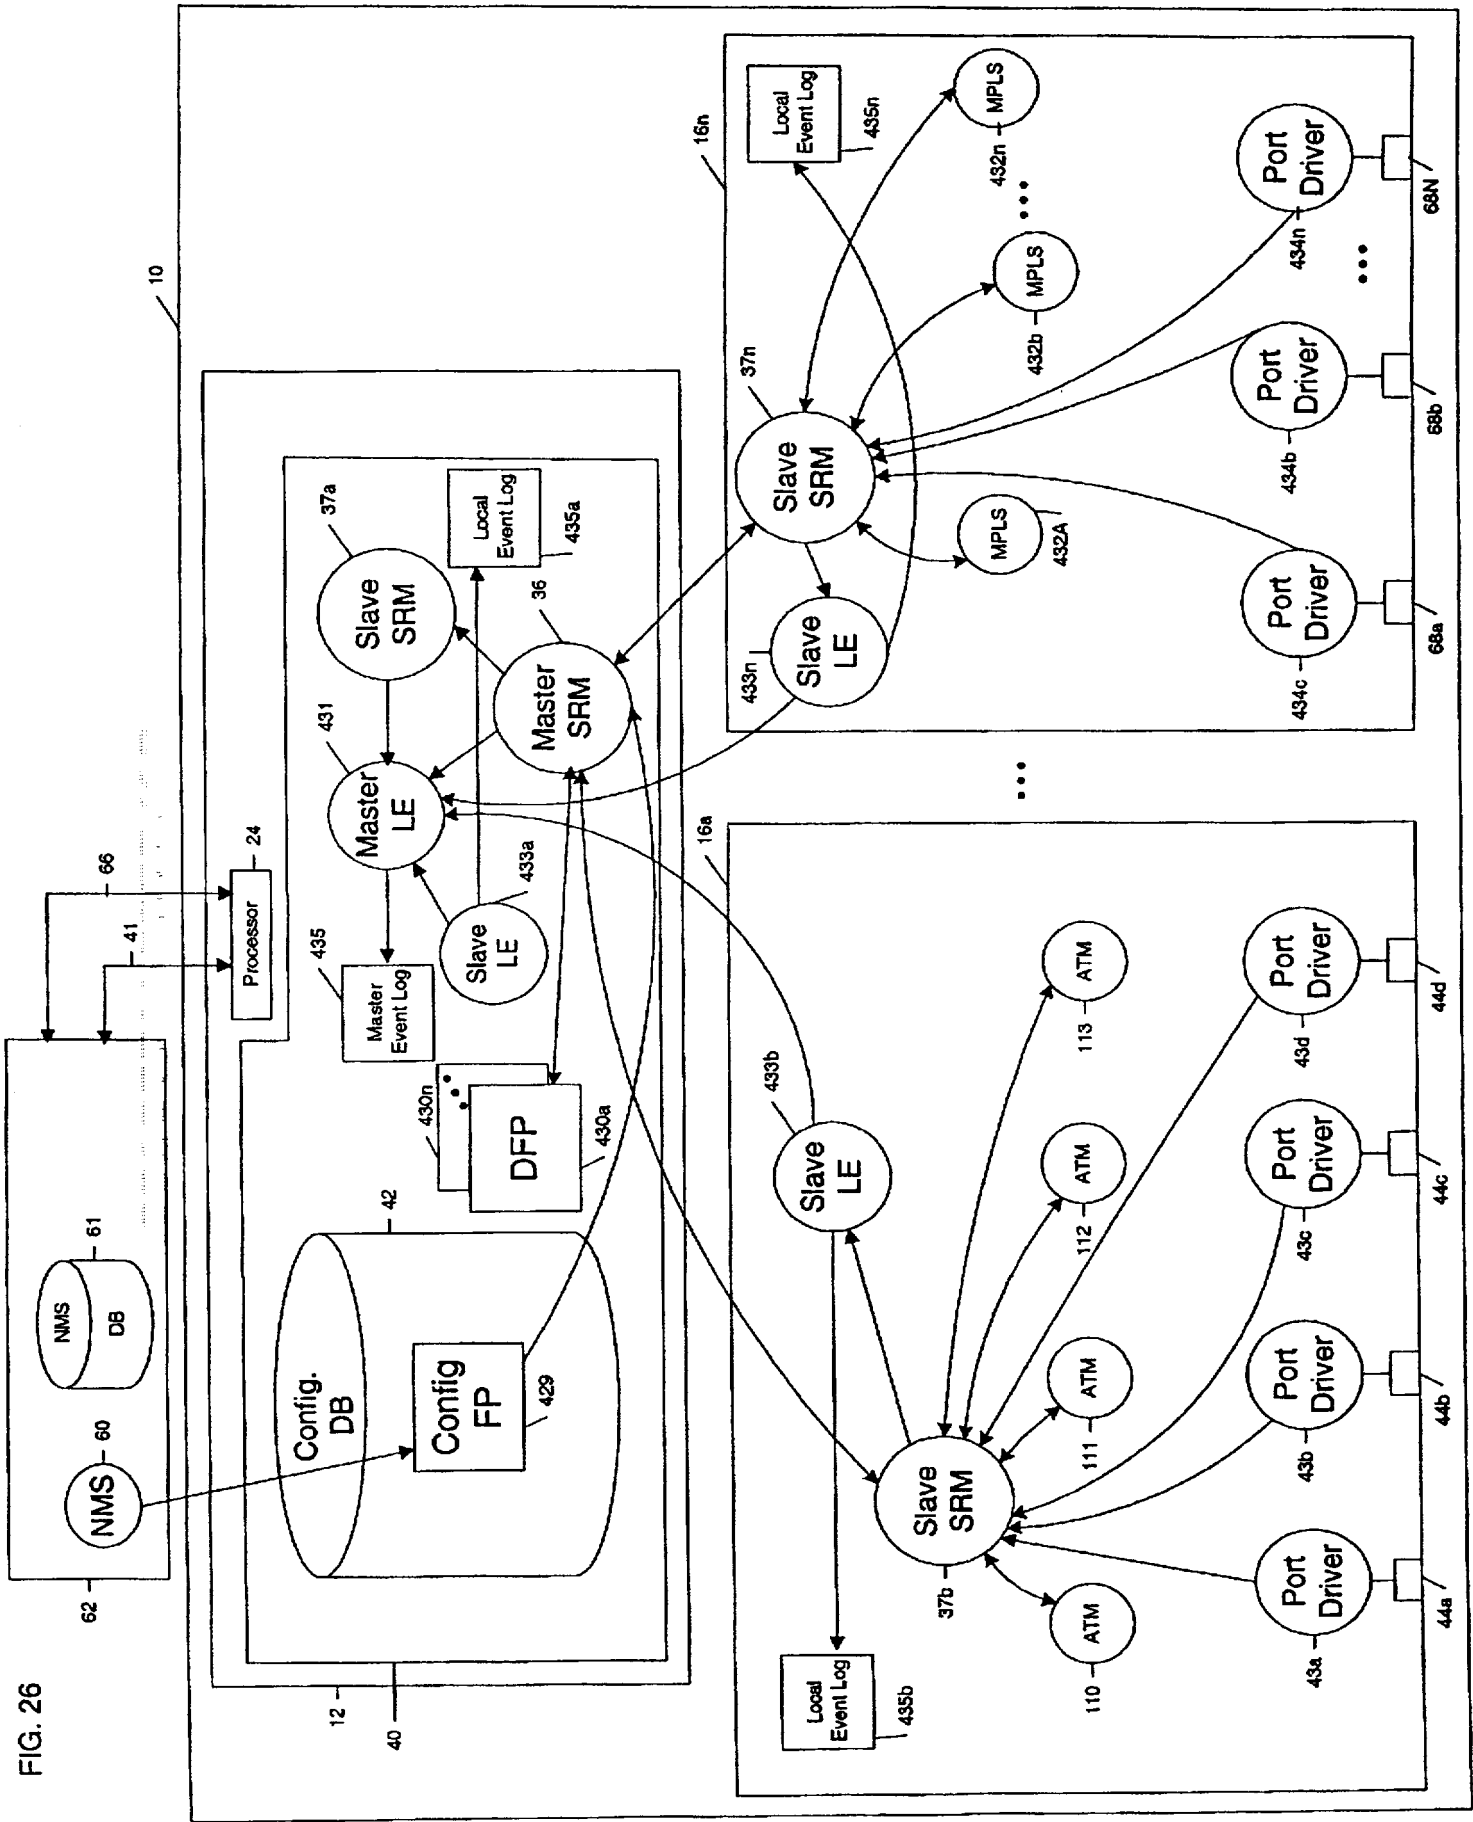 FIG. 26
62
NMS
60
NMS
DB
61
41
66
10
12
40
Processor
24
Config.
DB
42
Config
FP
429
DFP
430a
430n
Master
Event Log
435
Slave
LE
433a
Master
LE
431
Master
SRM
36
Slave
SRM
37a
Local
Event Log
435a
16a
Local
Event Log
435b
Slave
LE
433b
Slave
SRM
37b
ATM
110
ATM
111
ATM
112
ATM
113
Port
Driver
43a
44a
Port
Driver
43b
44b
Port
Driver
43c
44c
Port
Driver
43d
44d
16n
Slave
LE
433n
Slave
SRM
37n
Local
Event Log
435n
MPLS
432A
MPLS
432b
MPLS
432n
Port
Driver
434c
68a
Port
Driver
434b
68b
Port
Driver
434n
68N